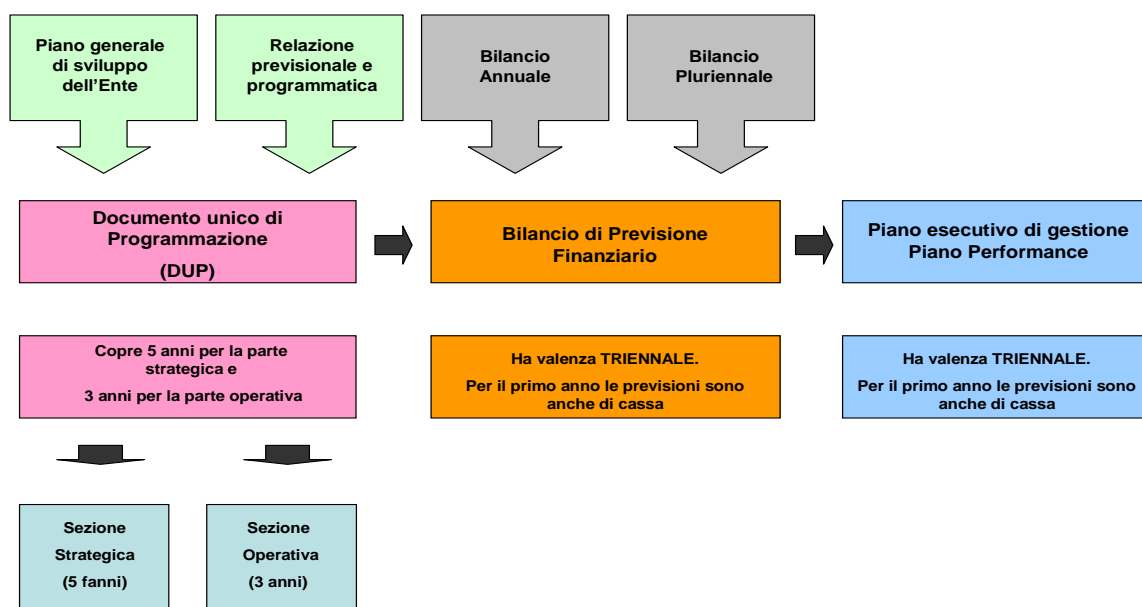 Piano generale
di sviluppo
dell'Ente
Relazione
previsionale e
programmatica
Bilancio
Annuale
Bilancio
Pluriennale
Documento unico di
Programmazione
(DUP)
Bilancio di Previsione
Finanziario
Piano esecutivo di gestione
Piano Performance
Copre 5 anni per la parte
strategica e
3 anni per la parte operativa
Ha valenza TRIENNALE.
Per il primo anno le previsioni sono
anche di cassa
Ha valenza TRIENNALE.
Per il primo anno le previsioni sono
anche di cassa
Sezione
Strategica
(5 fanni)
Sezione
Operativa
(3 anni)